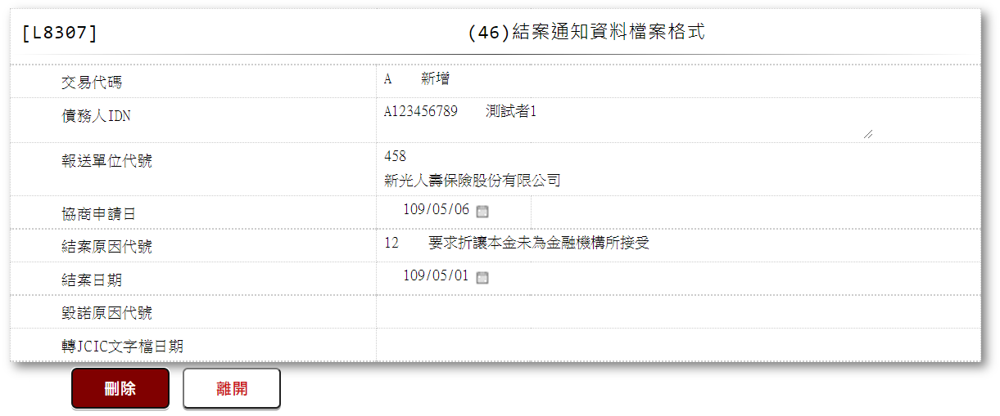 [L8307] (46)結案通知資料檔案格式
交易代碼 A 新增
債務人IDN A123456789 測試者1
報送單位代號 458
新光人壽保險股份有限公司
協商申請日 109/05/06
結案原因代號 12 要求折讓本金未為金融機構所接受
結案日期 109/05/01
毀諾原因代號
轉JCIC文字檔日期
刪除 離開